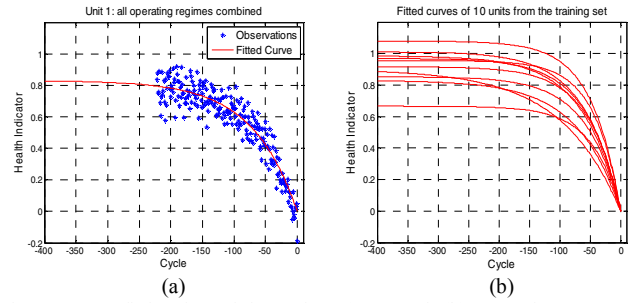 Unit 1: all operating regimes combined
Observations
Fitted Curve
Health Indicator
1
0.8
0.6
0.4
0.2
0
-0.2
-400 -350 -300 -250 -200 -150 -100 -50 0
Cycle
(a)
Fitted curves of 10 units from the training set
Health Indicator
1
0.8
0.6
0.4
0.2
0
-0.2
-400 -350 -300 -250 -200 -150 -100 -50 0
Cycle
(b)